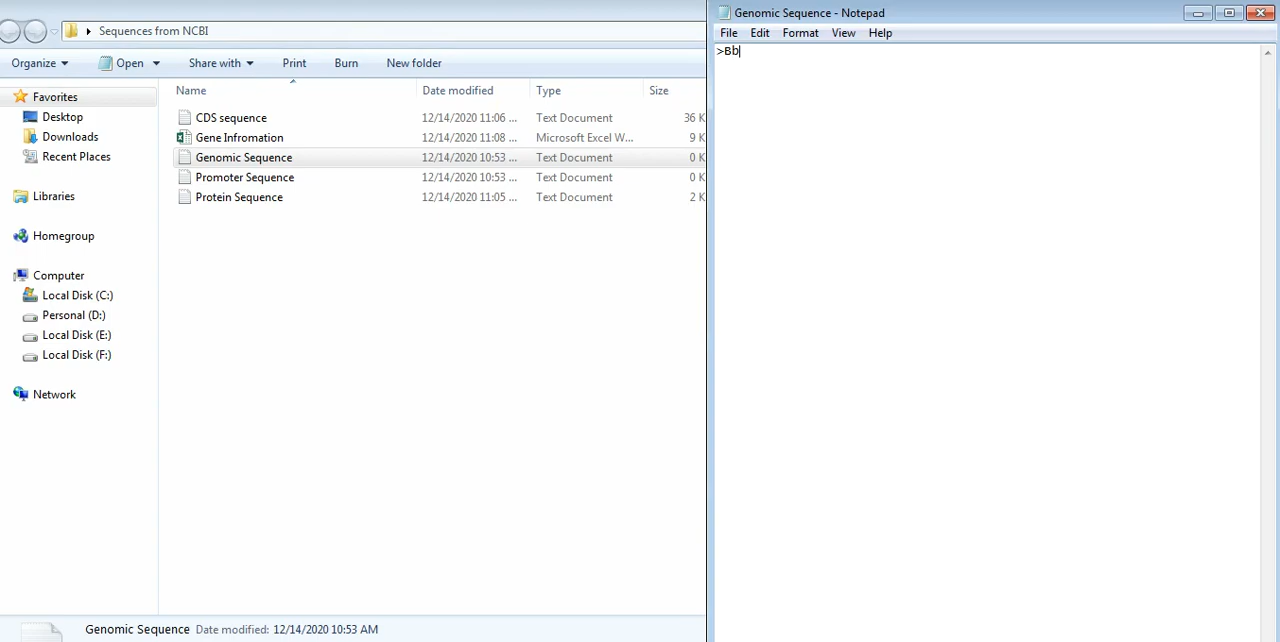 Sequences from NCBI
Organize Open Share with Print Burn New folder
Favorites
Desktop
Downloads
Recent Places
Libraries
Homegroup
Computer
Local Disk (C:)
Personal (D:)
Local Disk (E:)
Local Disk (F:)
Network
Name Date modified Type Size
CDS sequence 12/14/2020 11:06 ... Text Document 36 K
Gene Infromation 12/14/2020 11:08 ... Microsoft Excel W... 9 K
Genomic Sequence 12/14/2020 10:53 ... Text Document 0 K
Promoter Sequence 12/14/2020 10:53 ... Text Document 0 K
Protein Sequence 12/14/2020 11:05 ... Text Document 2 K
Genomic Sequence Date modified: 12/14/2020 10:53 AM
Genomic Sequence - Notepad
File Edit Format View Help
>Bb